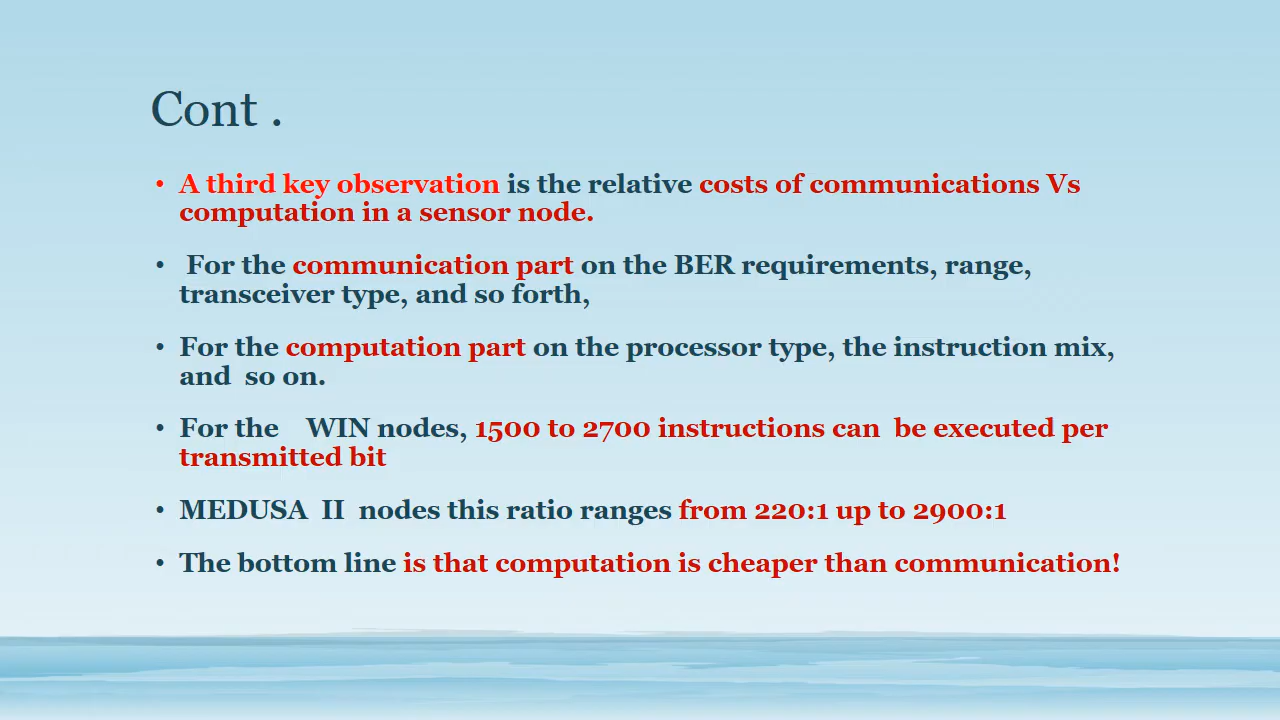 Cont .
• A third key observation is the relative costs of communications Vs
computation in a sensor node.
• For the communication part on the BER requirements, range,
transceiver type, and so forth,
• For the computation part on the processor type, the instruction mix,
and  so on.
• For the    WIN nodes, 1500 to 2700 instructions can  be executed per
transmitted bit
• MEDUSA  II  nodes this ratio ranges from 220:1 up to 2900:1
• The bottom line is that computation is cheaper than communication!